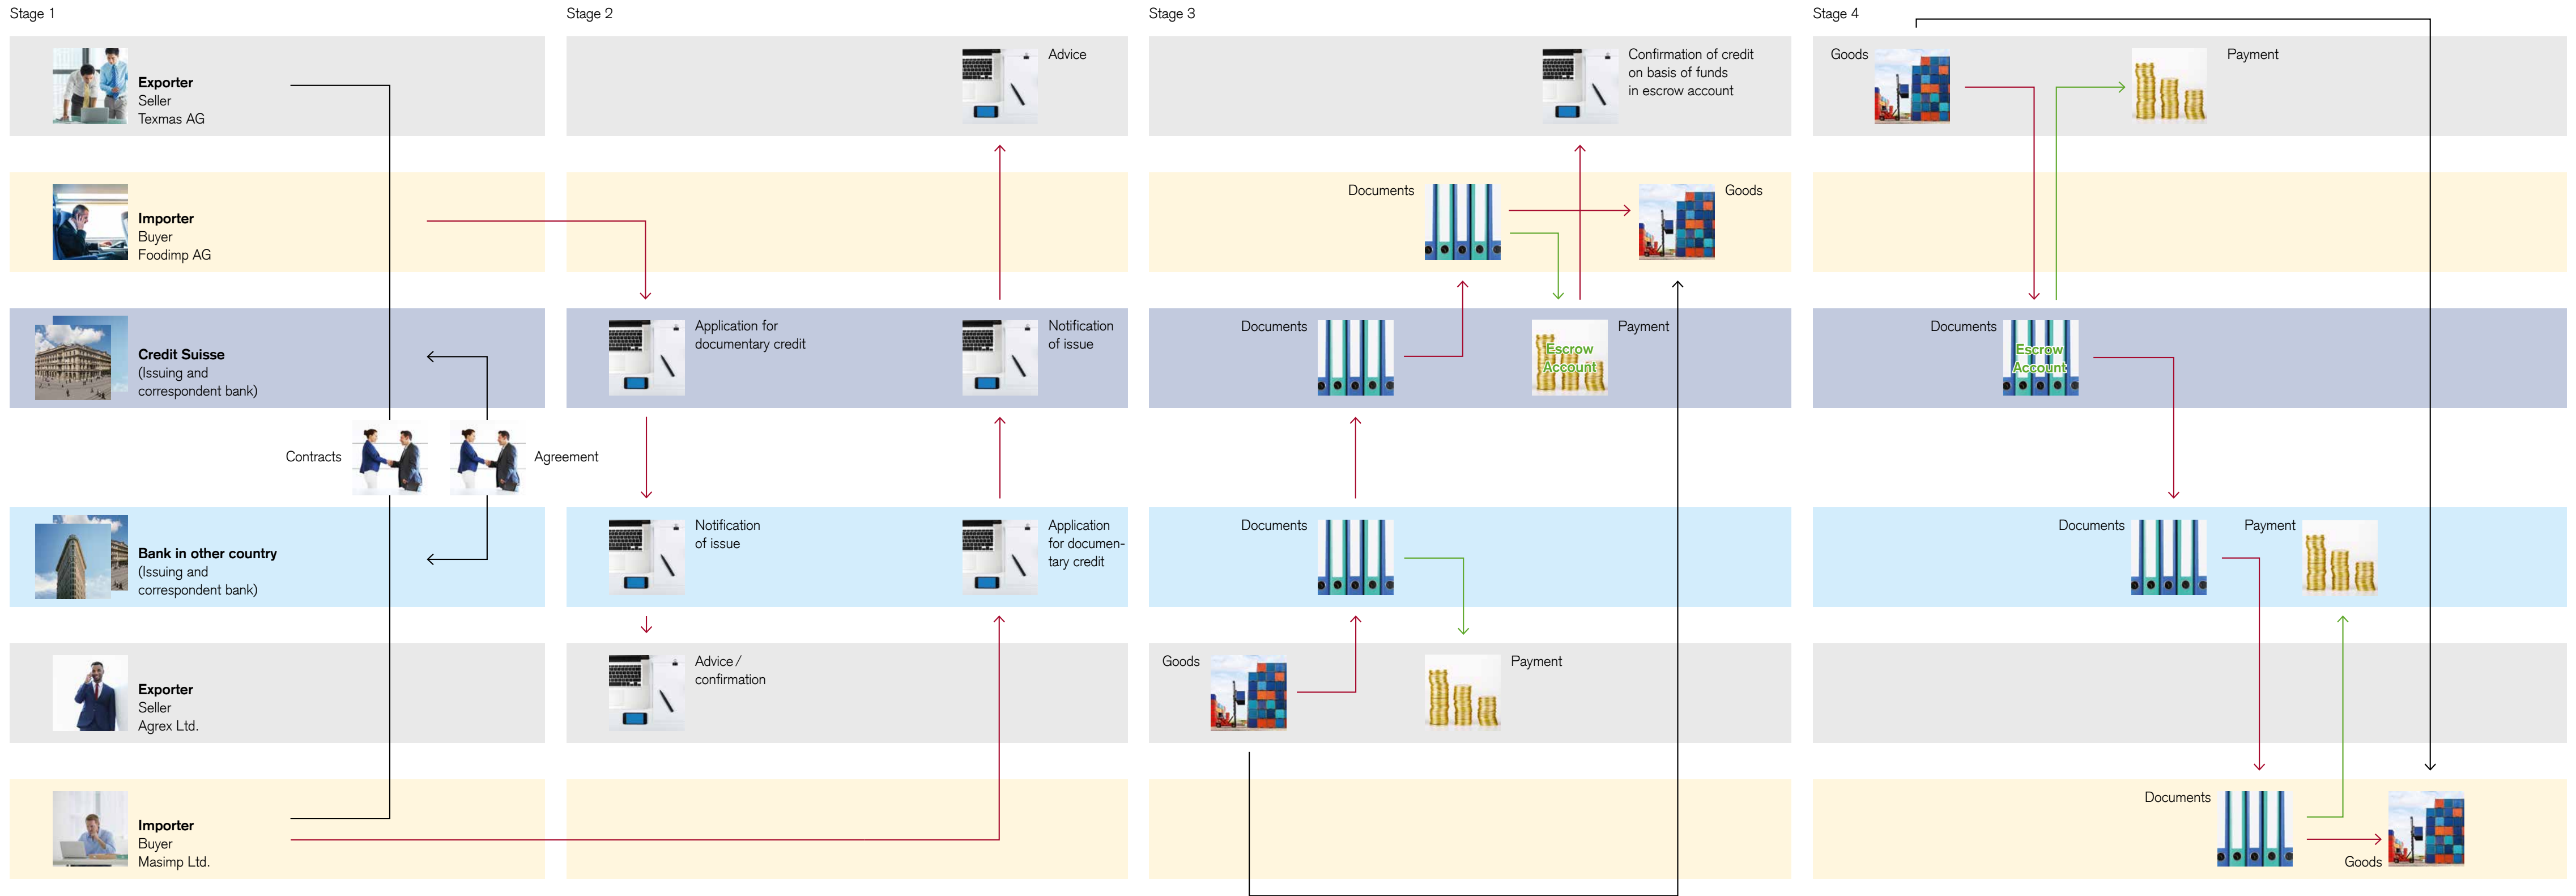 Stage 1
Exporter
Seller
Texmas AG
Importer
Buyer
Foodimp AG
Credit Suisse
(Issuing and
correspondent bank)
Contracts
Agreement
Bank in other country
(Issuing and
correspondent bank)
Exporter
Seller
Agrex Ltd.
Importer
Buyer
Masimp Ltd.
Stage 2
Advice
Application for
documentary credit
Notification
of issue
Notification
of issue
Application
for documen-
tary credit
Advice /
confirmation
Stage 3
Confirmation of credit
on basis of funds
in escrow account
Documents
Goods
Documents
Escrow
Account
Payment
Documents
Goods
Payment
Stage 4
Goods
Payment
Documents
Escrow
Account
Documents
Payment
Documents
Goods